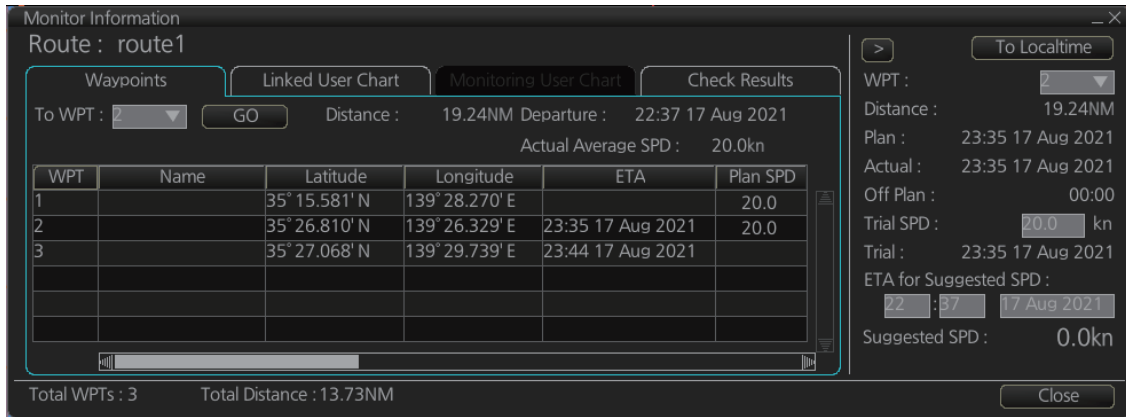 Monitor Information
Route : route1
Waypoints Linked User Chart Monitoring User Chart Check Results
To WPT : 2 GO Distance : 19.24NM Departure : 22:37 17 Aug 2021
Actual Average SPD : 20.0kn
WPT Name Latitude Longitude ETA Plan SPD
1 35° 15.581' N 139° 28.270' E 20.0
2 35° 26.810' N 139° 26.329' E 23:35 17 Aug 2021 20.0
3 35° 27.068' N 139° 29.739' E 23:44 17 Aug 2021
Total WPTs : 3 Total Distance : 13.73NM
> To Localtime
WPT : 2
Distance : 19.24NM
Plan : 23:35 17 Aug 2021
Actual : 23:35 17 Aug 2021
Off Plan : 00:00
Trial SPD : 20.0 kn
Trial : 23:35 17 Aug 2021
ETA for Suggested SPD :
22 : 37 17 Aug 2021
Suggested SPD : 0.0kn
Close